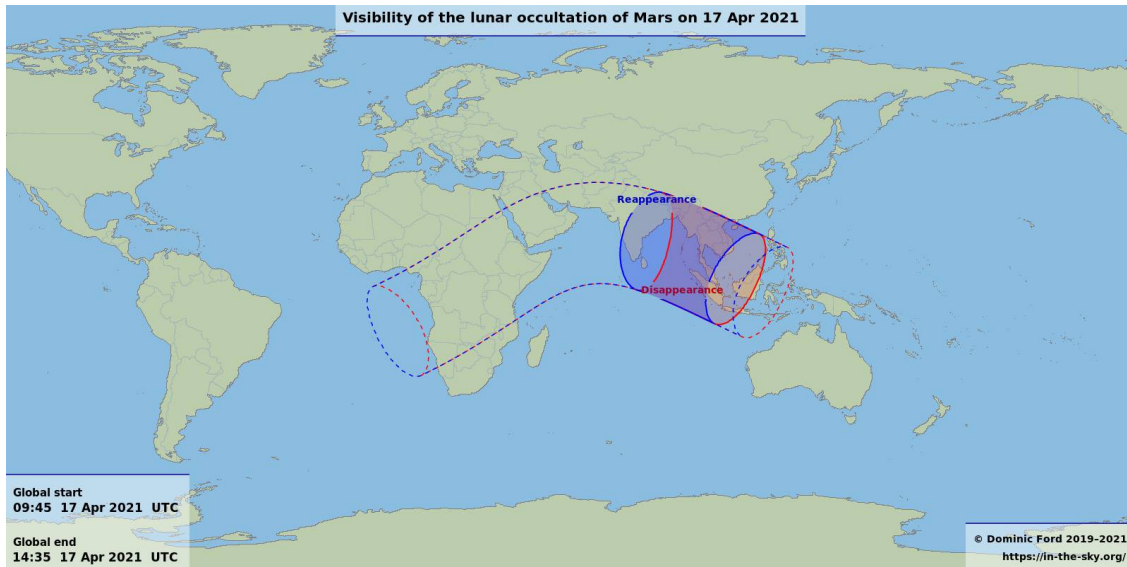 Visibility of the lunar occultation of Mars on 17 Apr 2021
Reappearance
Disappearance
Global start
09:45  17 Apr 2021  UTC
Global end
14:35  17 Apr 2021  UTC
© Dominic Ford 2019–2021
https://in-the-sky.org/